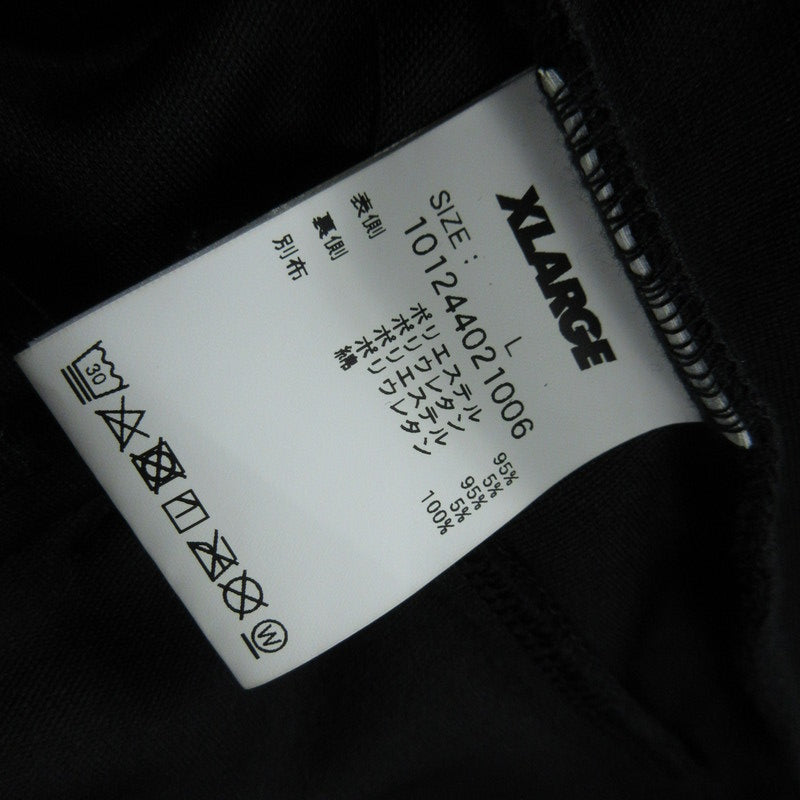 XLARGE
SIZE: L
101244021006
表側 ポリエステル 95%
ポリウレタン 5%
裏側 ポリエステル 95%
ポリウレタン 5%
別布 綿 100%
30
W